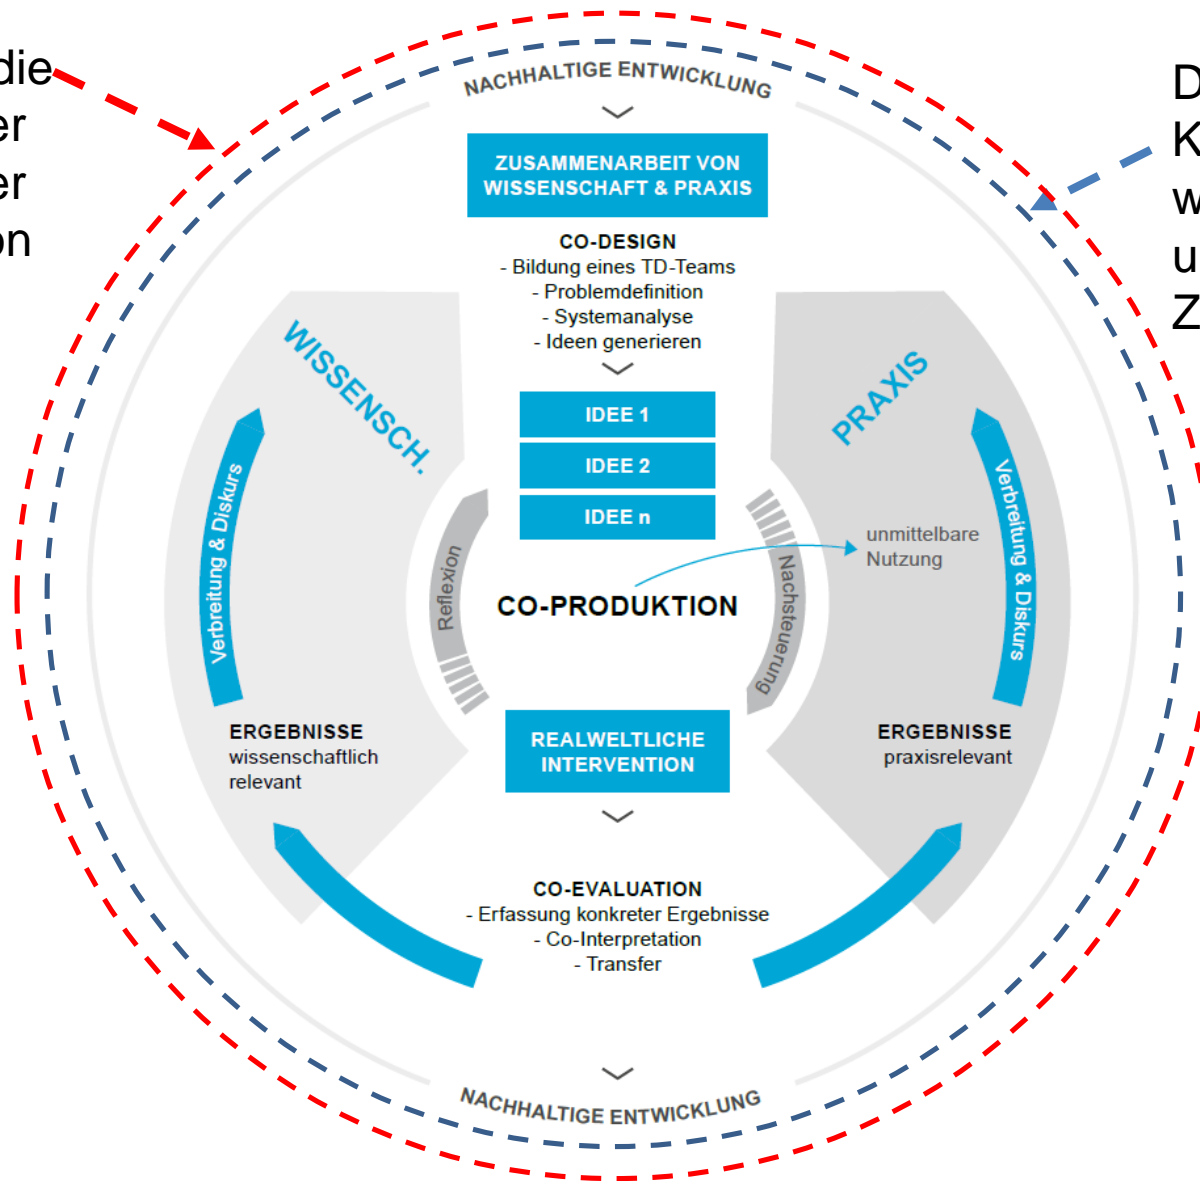 die
er
er
on
D
K
w
u
Z
NACHHALTIGE ENTWICKLUNG
ZUSAMMENARBEIT VON
WISSENSCHAFT & PRAXIS
CO-DESIGN
- Bildung eines TD-Teams
- Problemdefinition
- Systemanalyse
- Ideen generieren
WISSENSCH.
PRAXIS
IDEE 1
IDEE 2
IDEE n
Verbreitung & Diskurs
Reflexion
CO-PRODUKTION
Nachsteuerung
unmittelbare
Nutzung
Verbreitung & Diskurs
REALWELTLICHE
INTERVENTION
ERGEBNISSE
wissenschaftlich
relevant
ERGEBNISSE
praxisrelevant
CO-EVALUATION
- Erfassung konkreter Ergebnisse
- Co-Interpretation
- Transfer
NACHHALTIGE ENTWICKLUNG